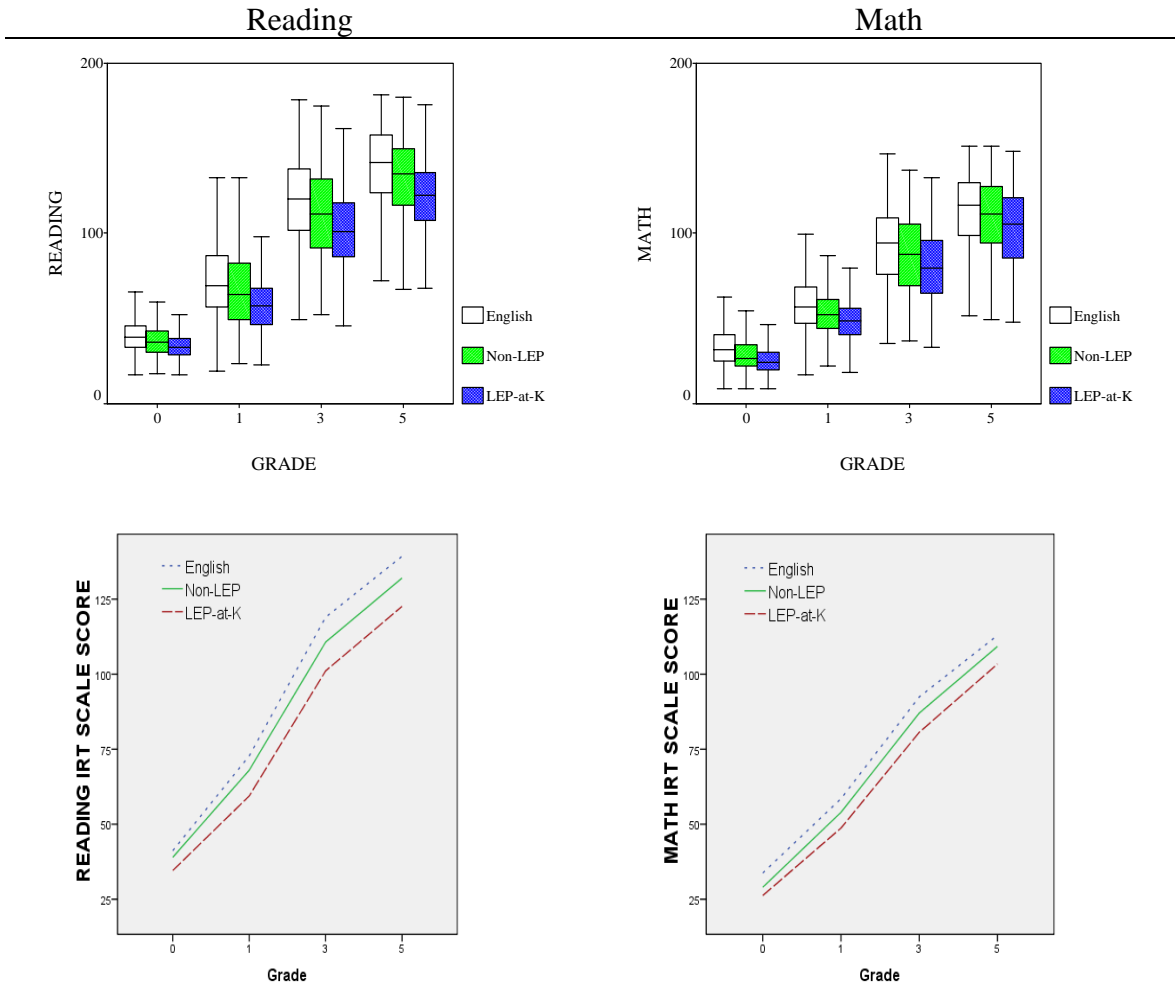 Reading Math
200
READING
100
0
0 1 3 5
GRADE
English
Non-LEP
LEP-at-K
200
MATH
100
0
0 1 3 5
GRADE
English
Non-LEP
LEP-at-K
READING IRT SCALE SCORE
125
100
75
50
25
English
Non-LEP
LEP-at-K
0 1 3 5
Grade
MATH IRT SCALE SCORE
125
100
75
50
25
English
Non-LEP
LEP-at-K
0 1 3 5
Grade